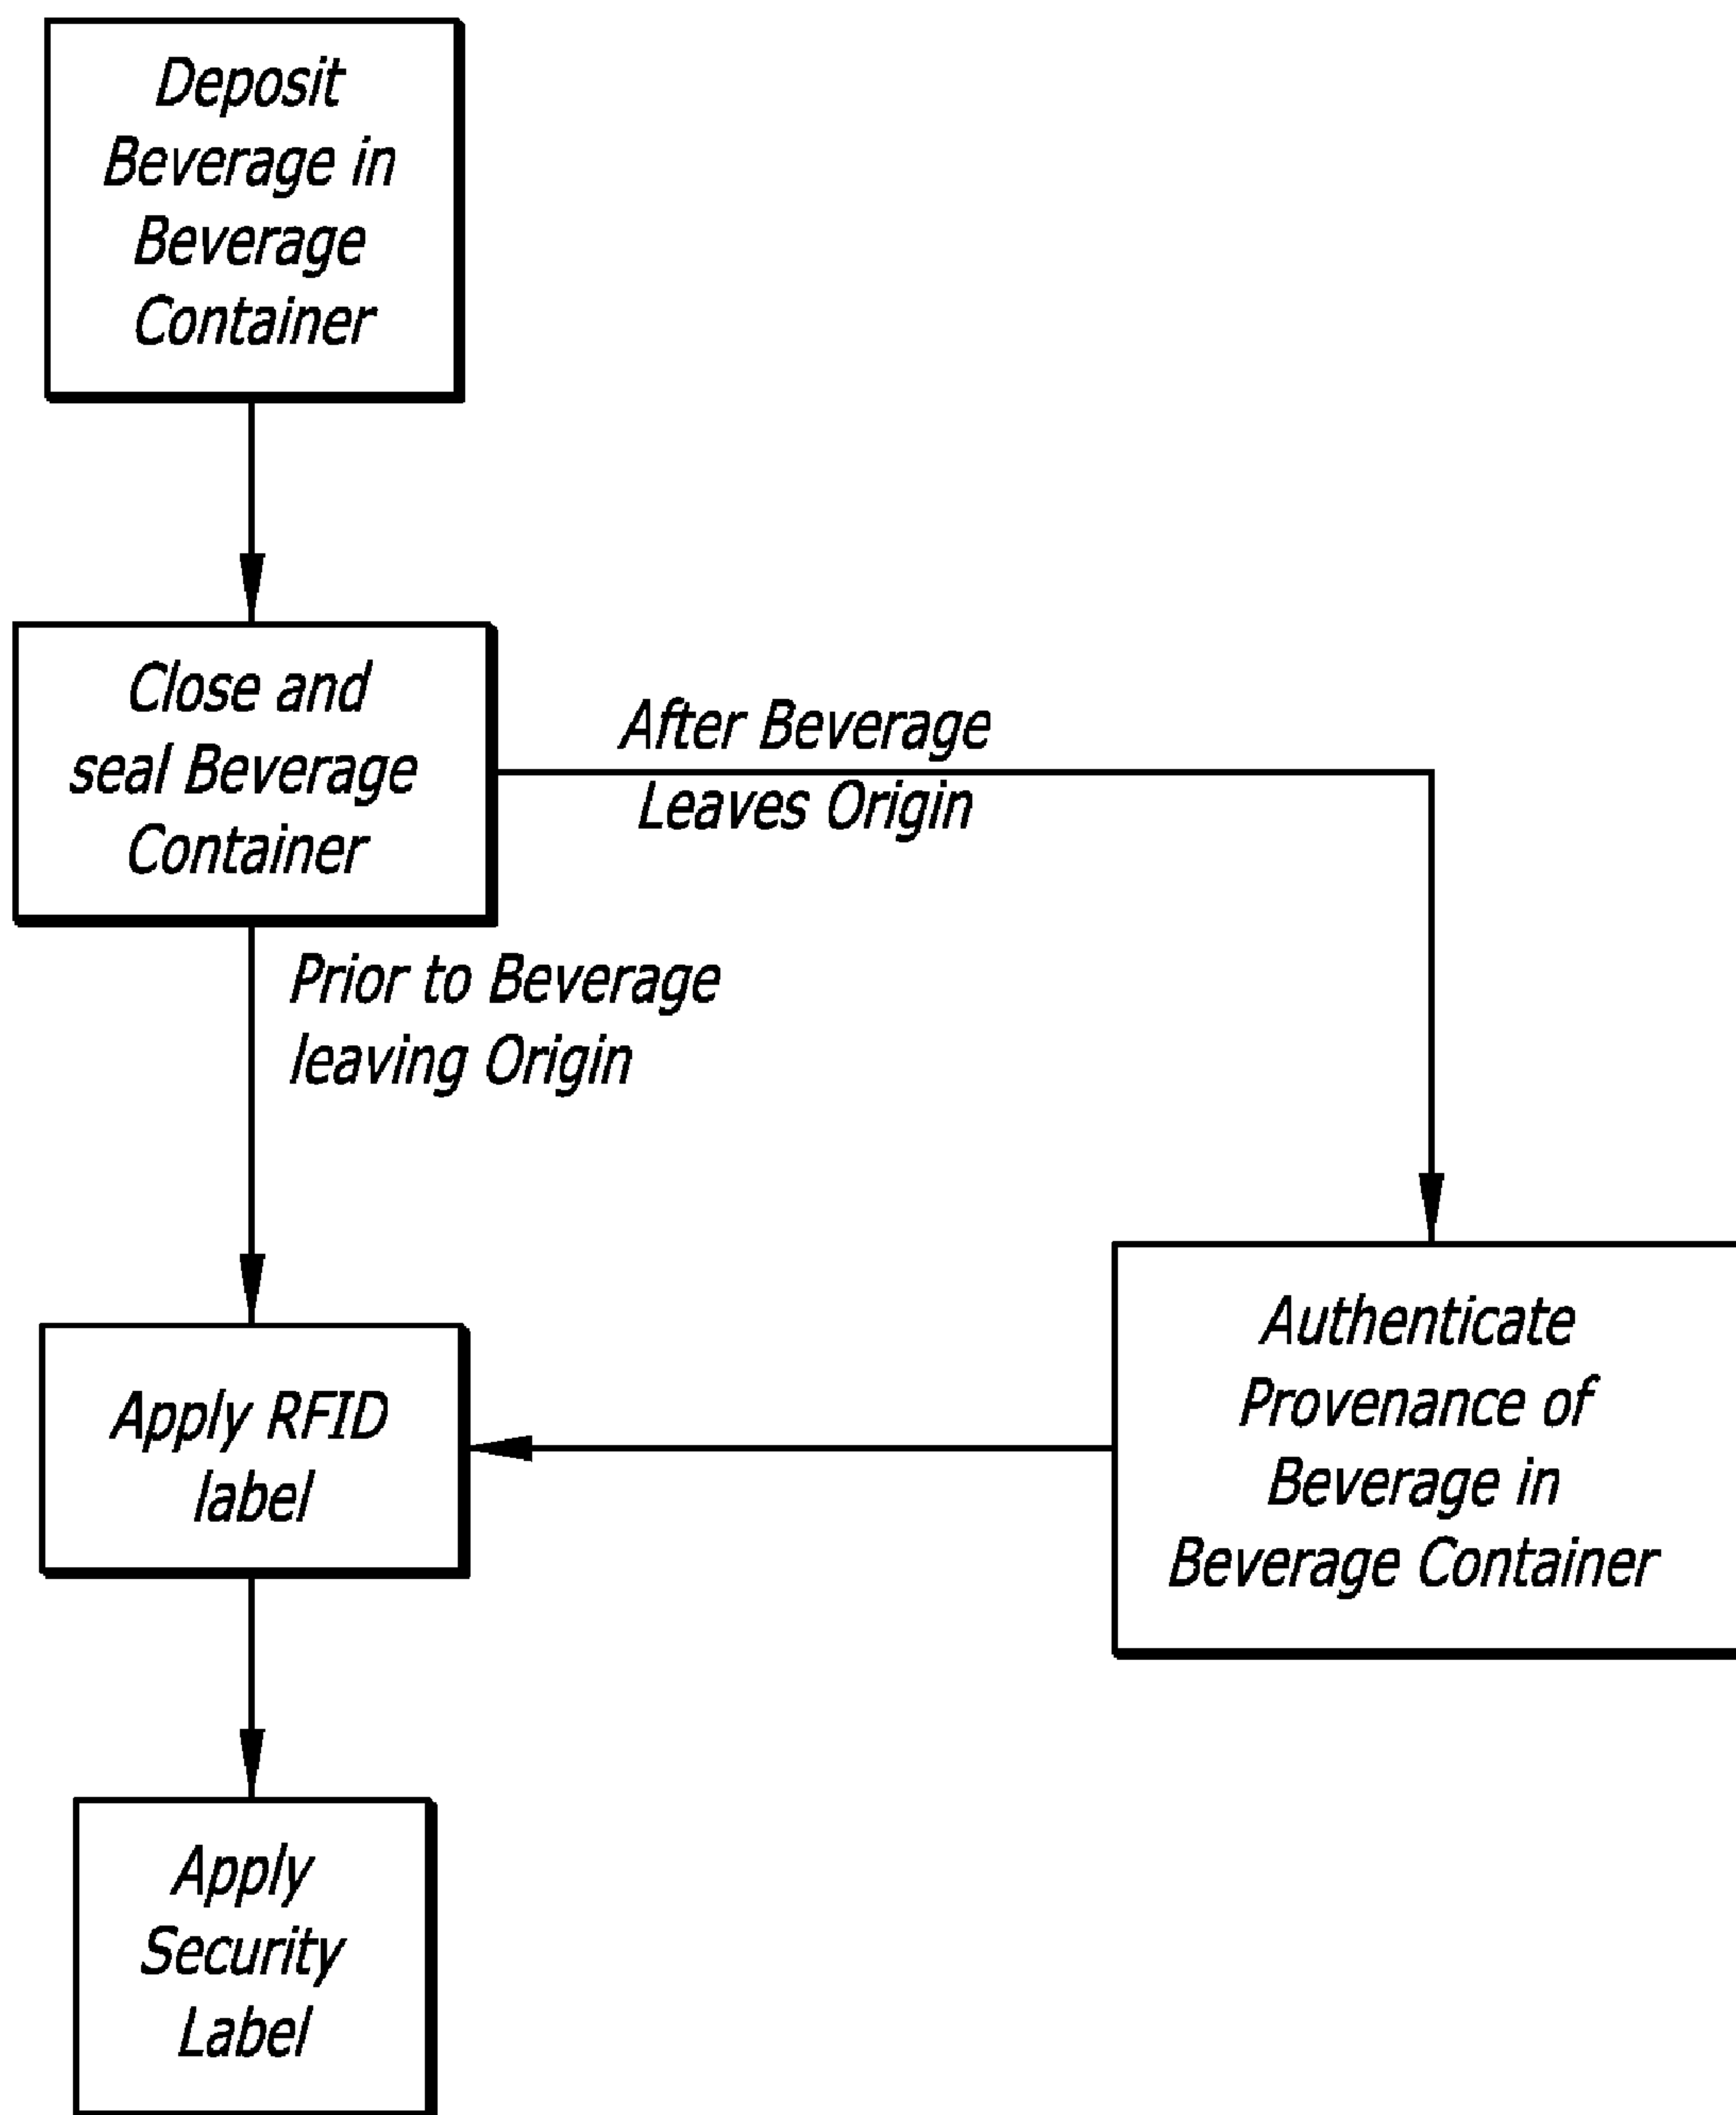 Deposit
Beverage in
Beverage
Container
Close and
seal Beverage
Container
After Beverage
Leaves Origin
Prior to Beverage
leaving Origin
Apply RFID
label
Authenticate
Provenance of
Beverage in
Beverage Container
Apply
Security
Label